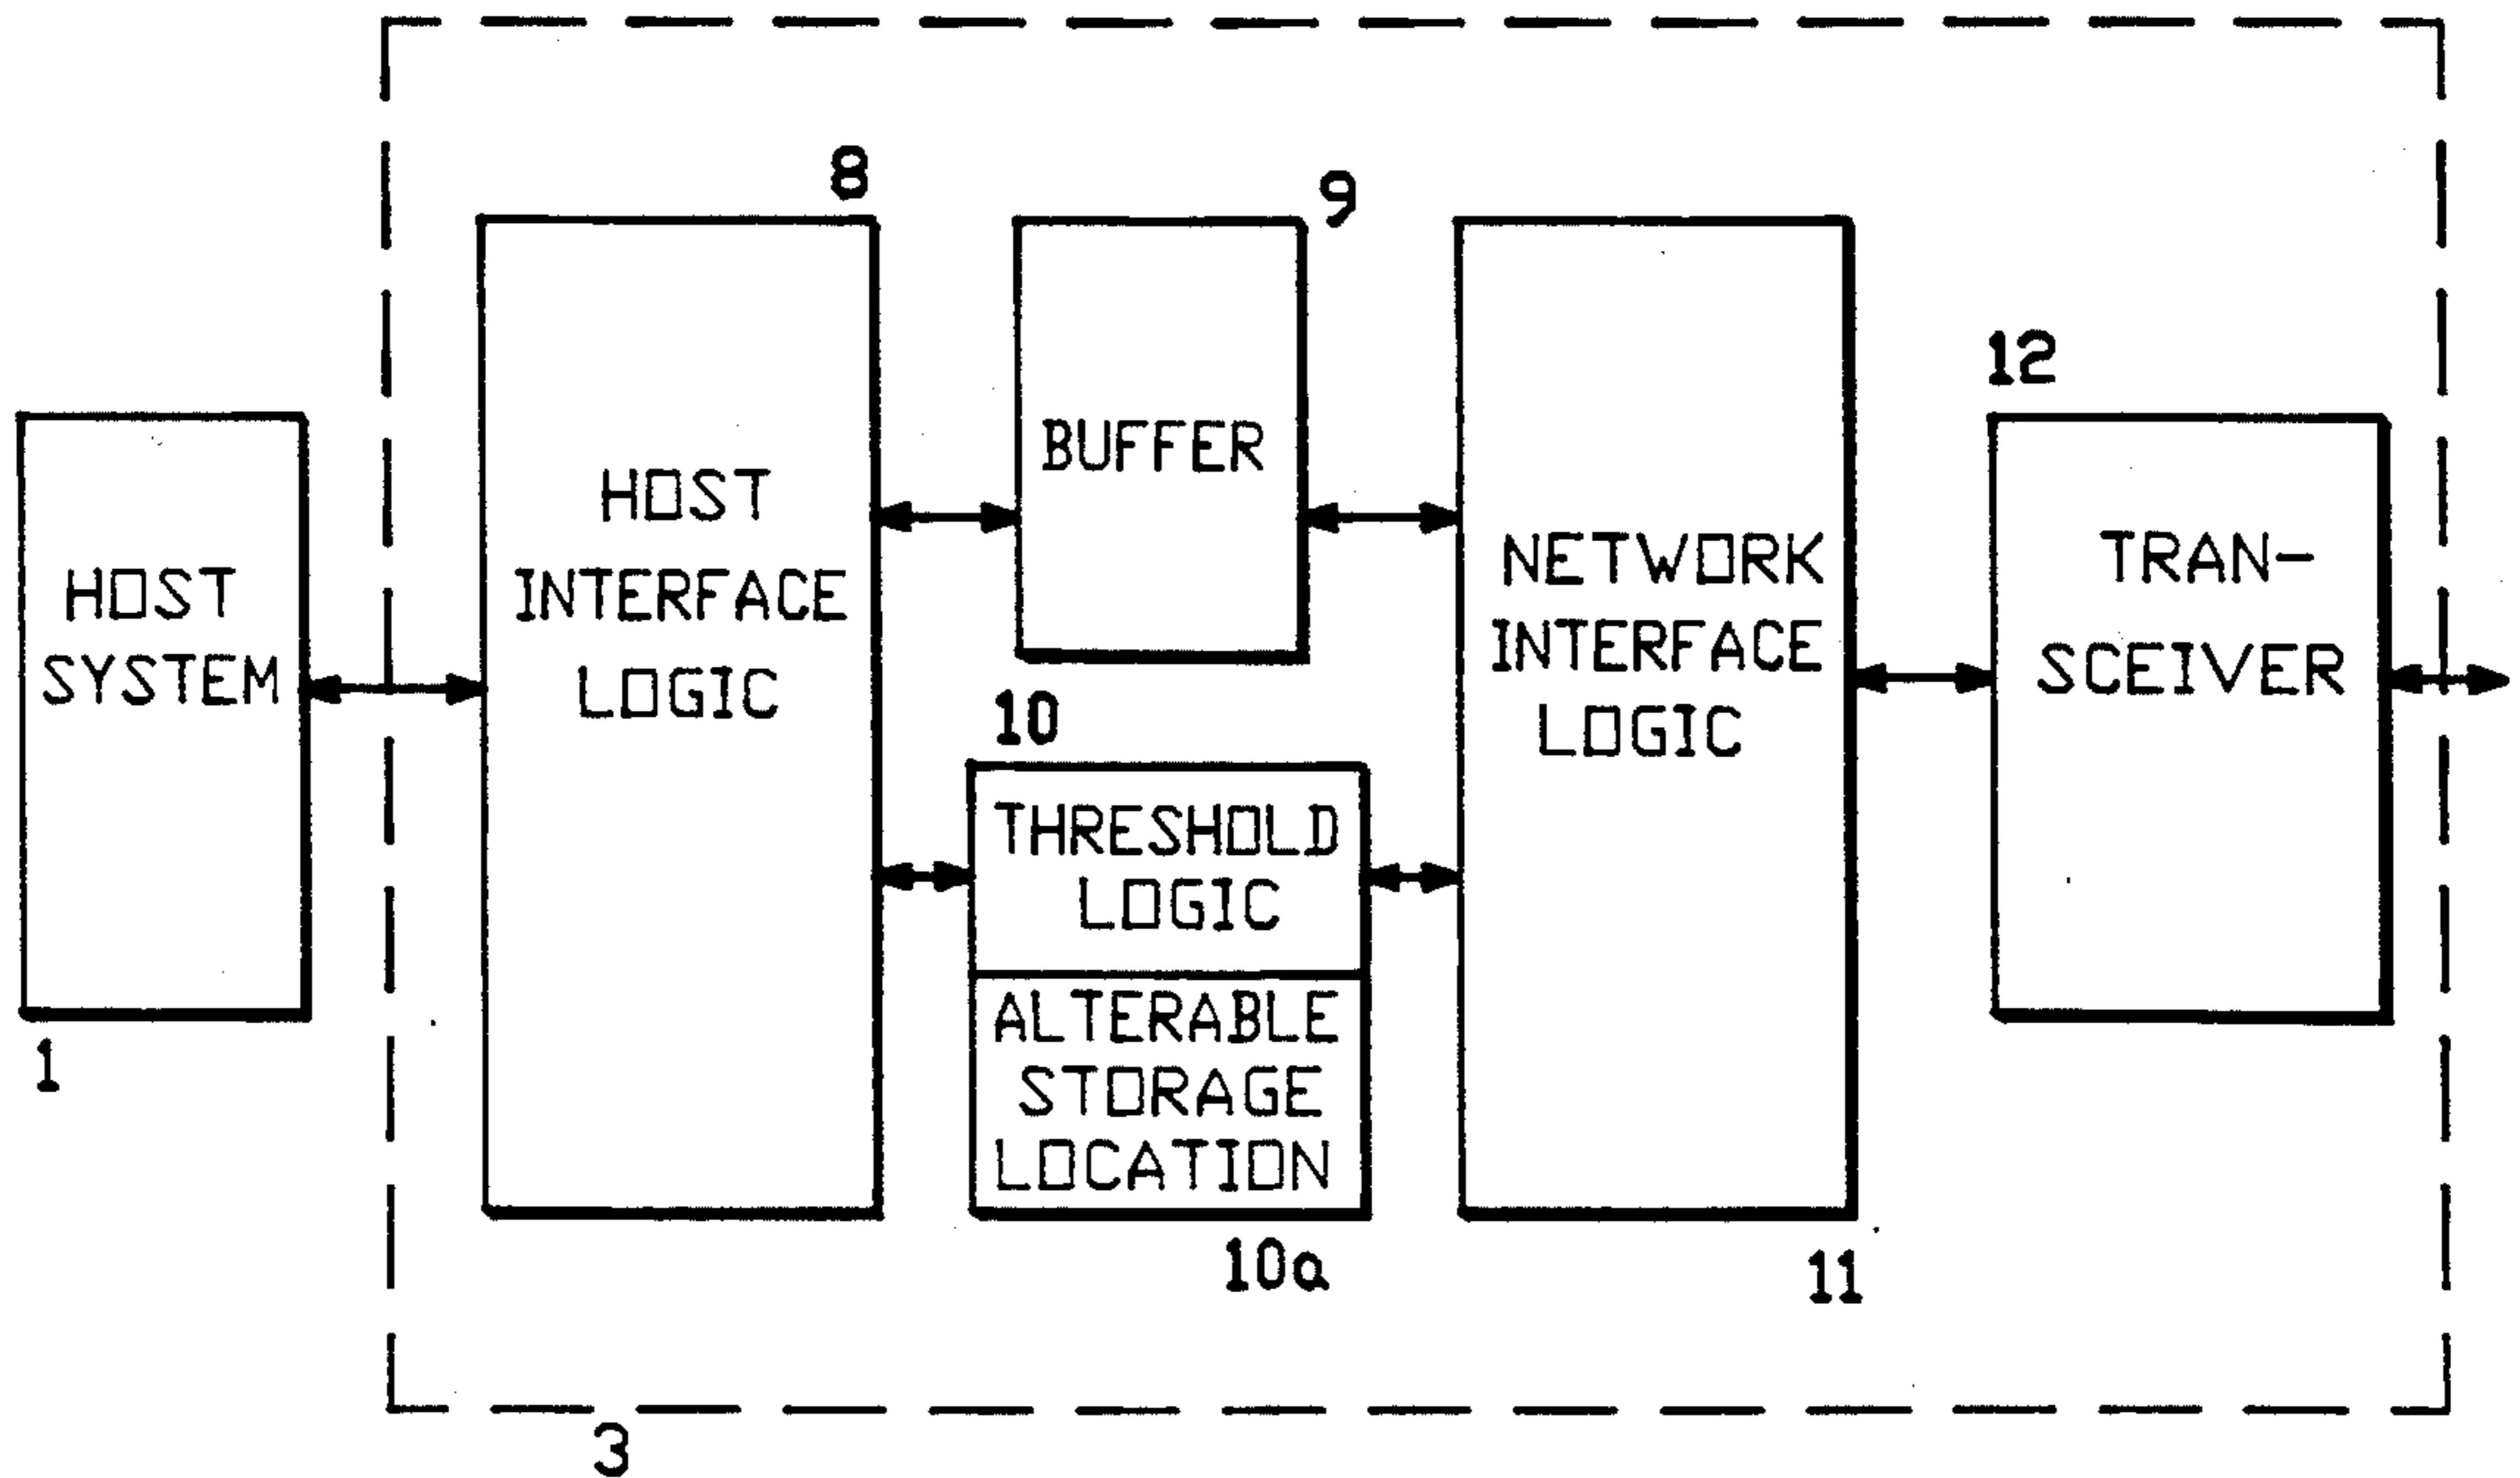 8
9
12
HOST
SYSTEM
1
HOST
INTERFACE
LOGIC
BUFFER
10
THRESHOLD
LOGIC
ALTERABLE
STORAGE
LOCATION
10a
NETWORK
INTERFACE
LOGIC
11
TRAN-
SCEIVER
3